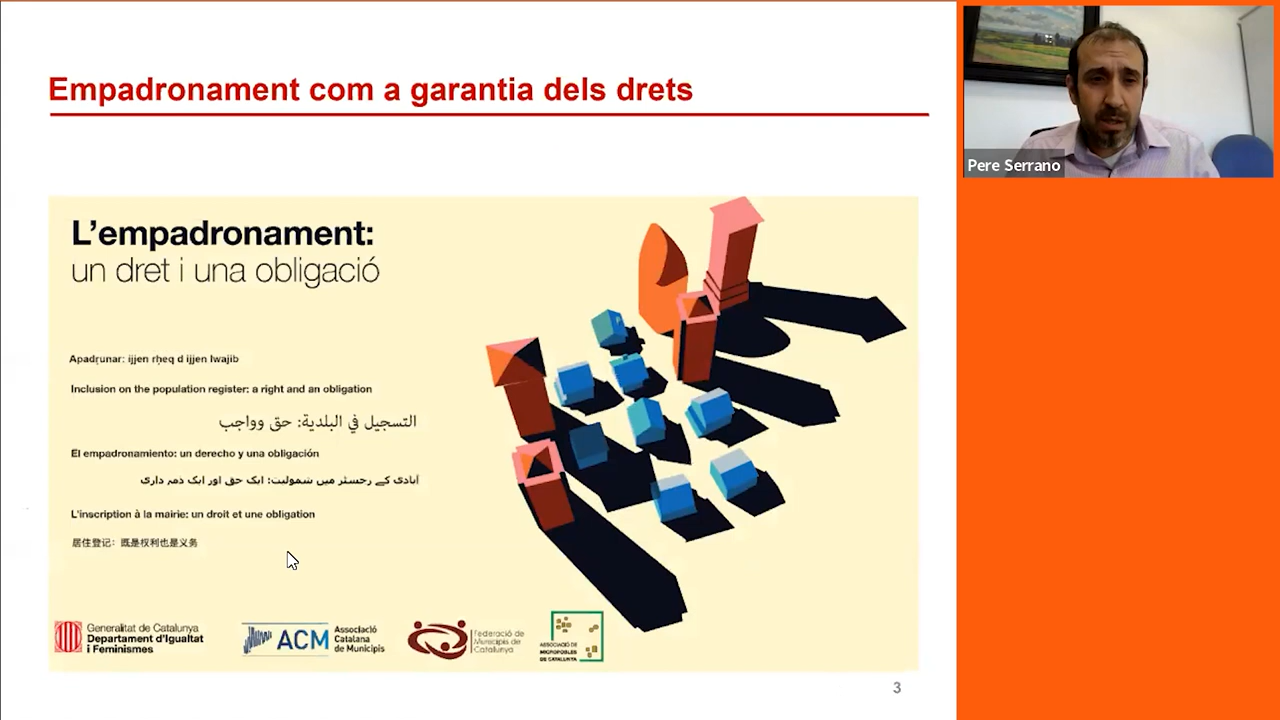 Empadronament com a garantia dels drets
Pere Serrano
L'empadronament:
un dret i una obligació
Apadṛunar: ijjen rḥeq d ijjen lwajib
Inclusion on the population register: a right and an obligation
التسجيل في البلدية: حق وواجب
El empadronamiento: un derecho y una obligación
آبادی کے رجسٹر میں شمولیت: ایک حق اور ایک ذمہ داری
L'inscription à la mairie: un droit et une obligation
居住登记：既是权利也是义务
Generalitat de Catalunya
Departament d'Igualtat
i Feminismes
ACM
Associació
Catalana
de Municipis
Federació de
Municipis de
Catalunya
ASSOCIACIÓ DE
MICROPOBLES
DE CATALUNYA
3